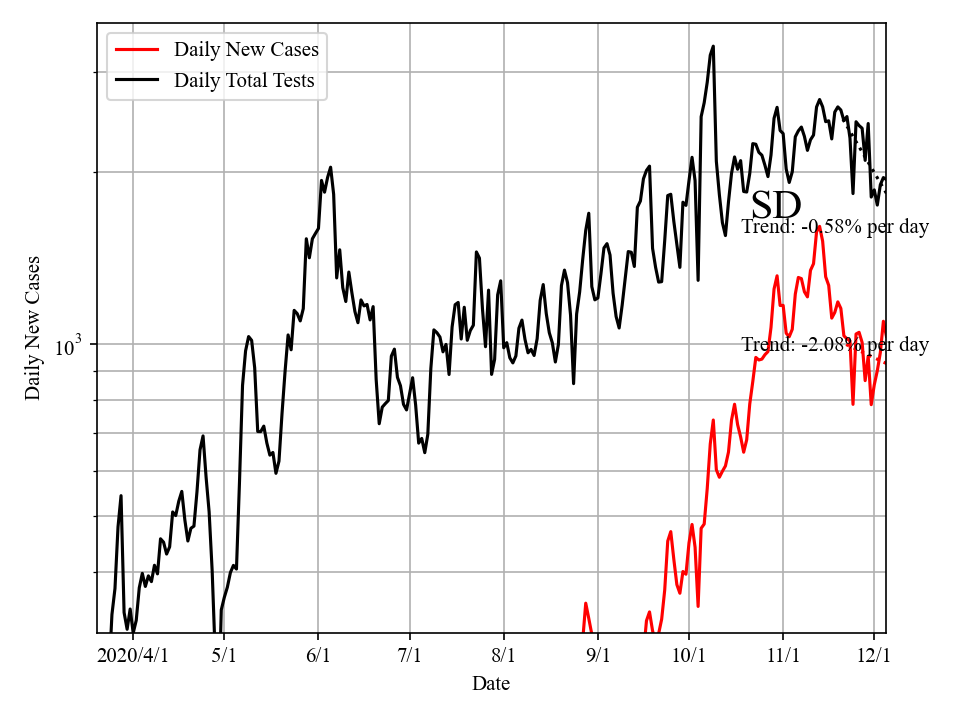 Daily New Cases
Daily Total Tests
SD
Trend: -0.58% per day
Trend: -2.08% per day
Daily New Cases
10³
2020/4/1 5/1 6/1 7/1 8/1 9/1 10/1 11/1 12/1
Date